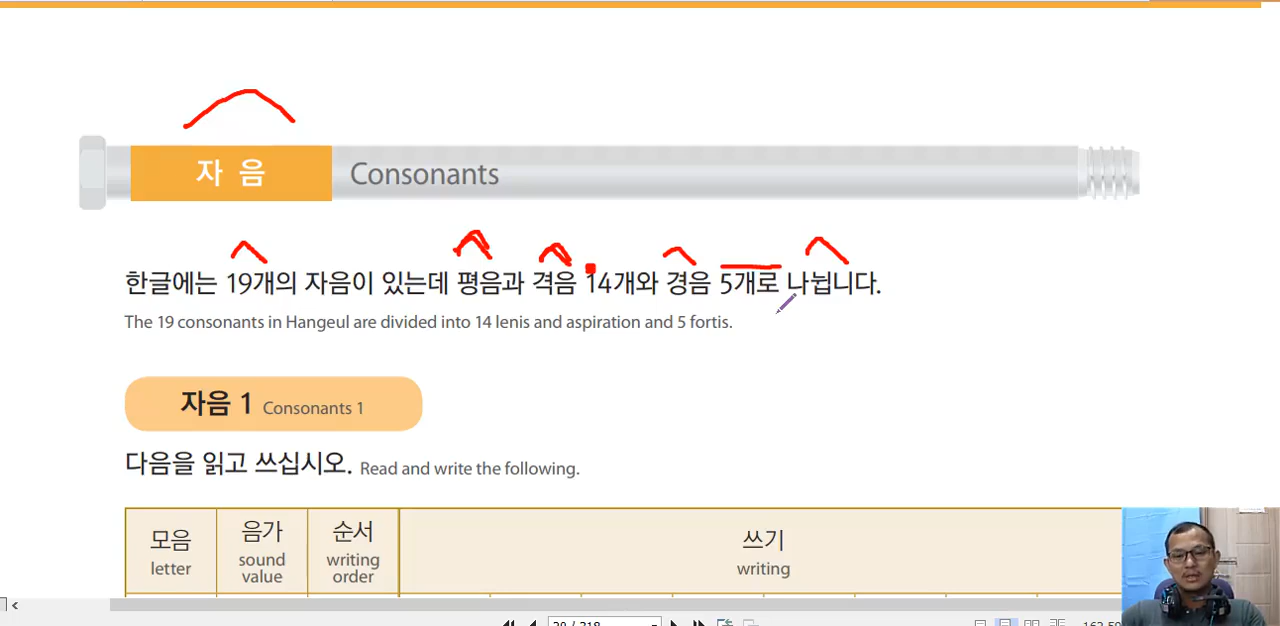 자 음 Consonants
한글에는 19개의 자음이 있는데 평음과 격음 14개와 경음 5개로 나뉩니다.
The 19 consonants in Hangeul are divided into 14 lenis and aspiration and 5 fortis.
자음 1 Consonants 1
다음을 읽고 쓰십시오. Read and write the following.
모음 음가 순서 쓰기
letter sound value writing order writing